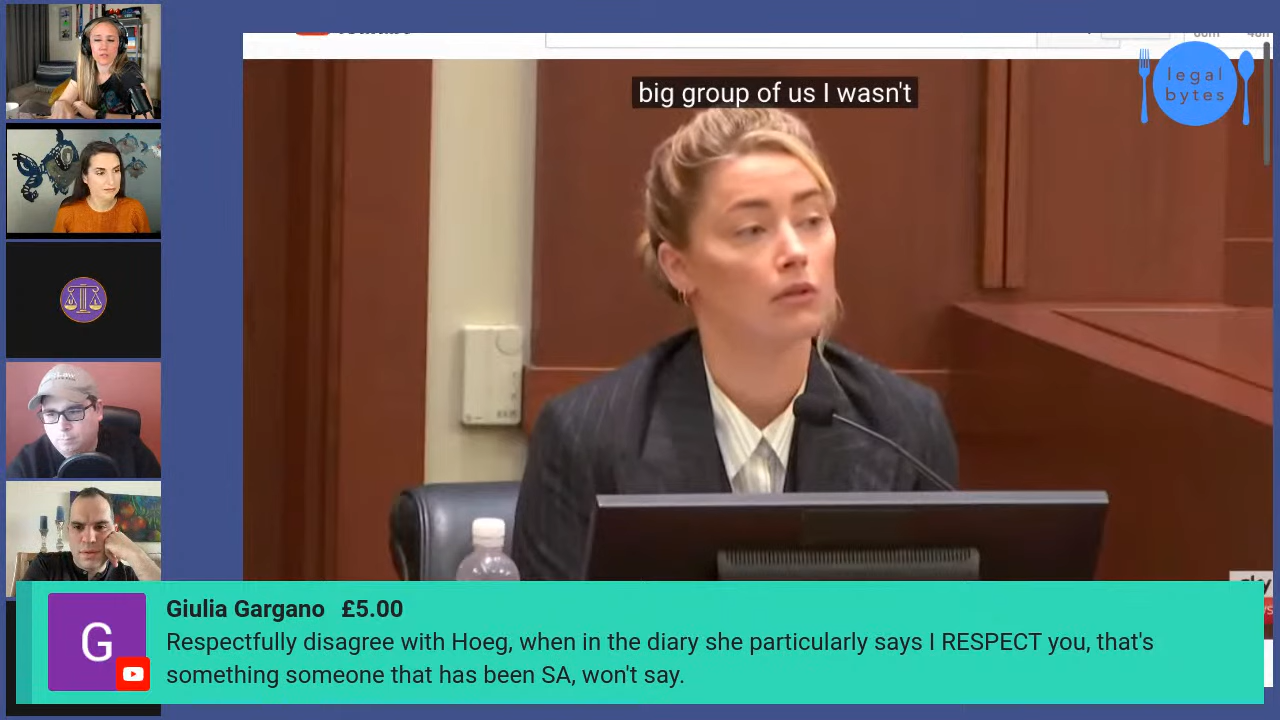 big group of us I wasn't
legal
bytes
sky
G
Giulia Gargano £5.00
Respectfully disagree with Hoeg, when in the diary she particularly says I RESPECT you, that's
something someone that has been SA, won't say.